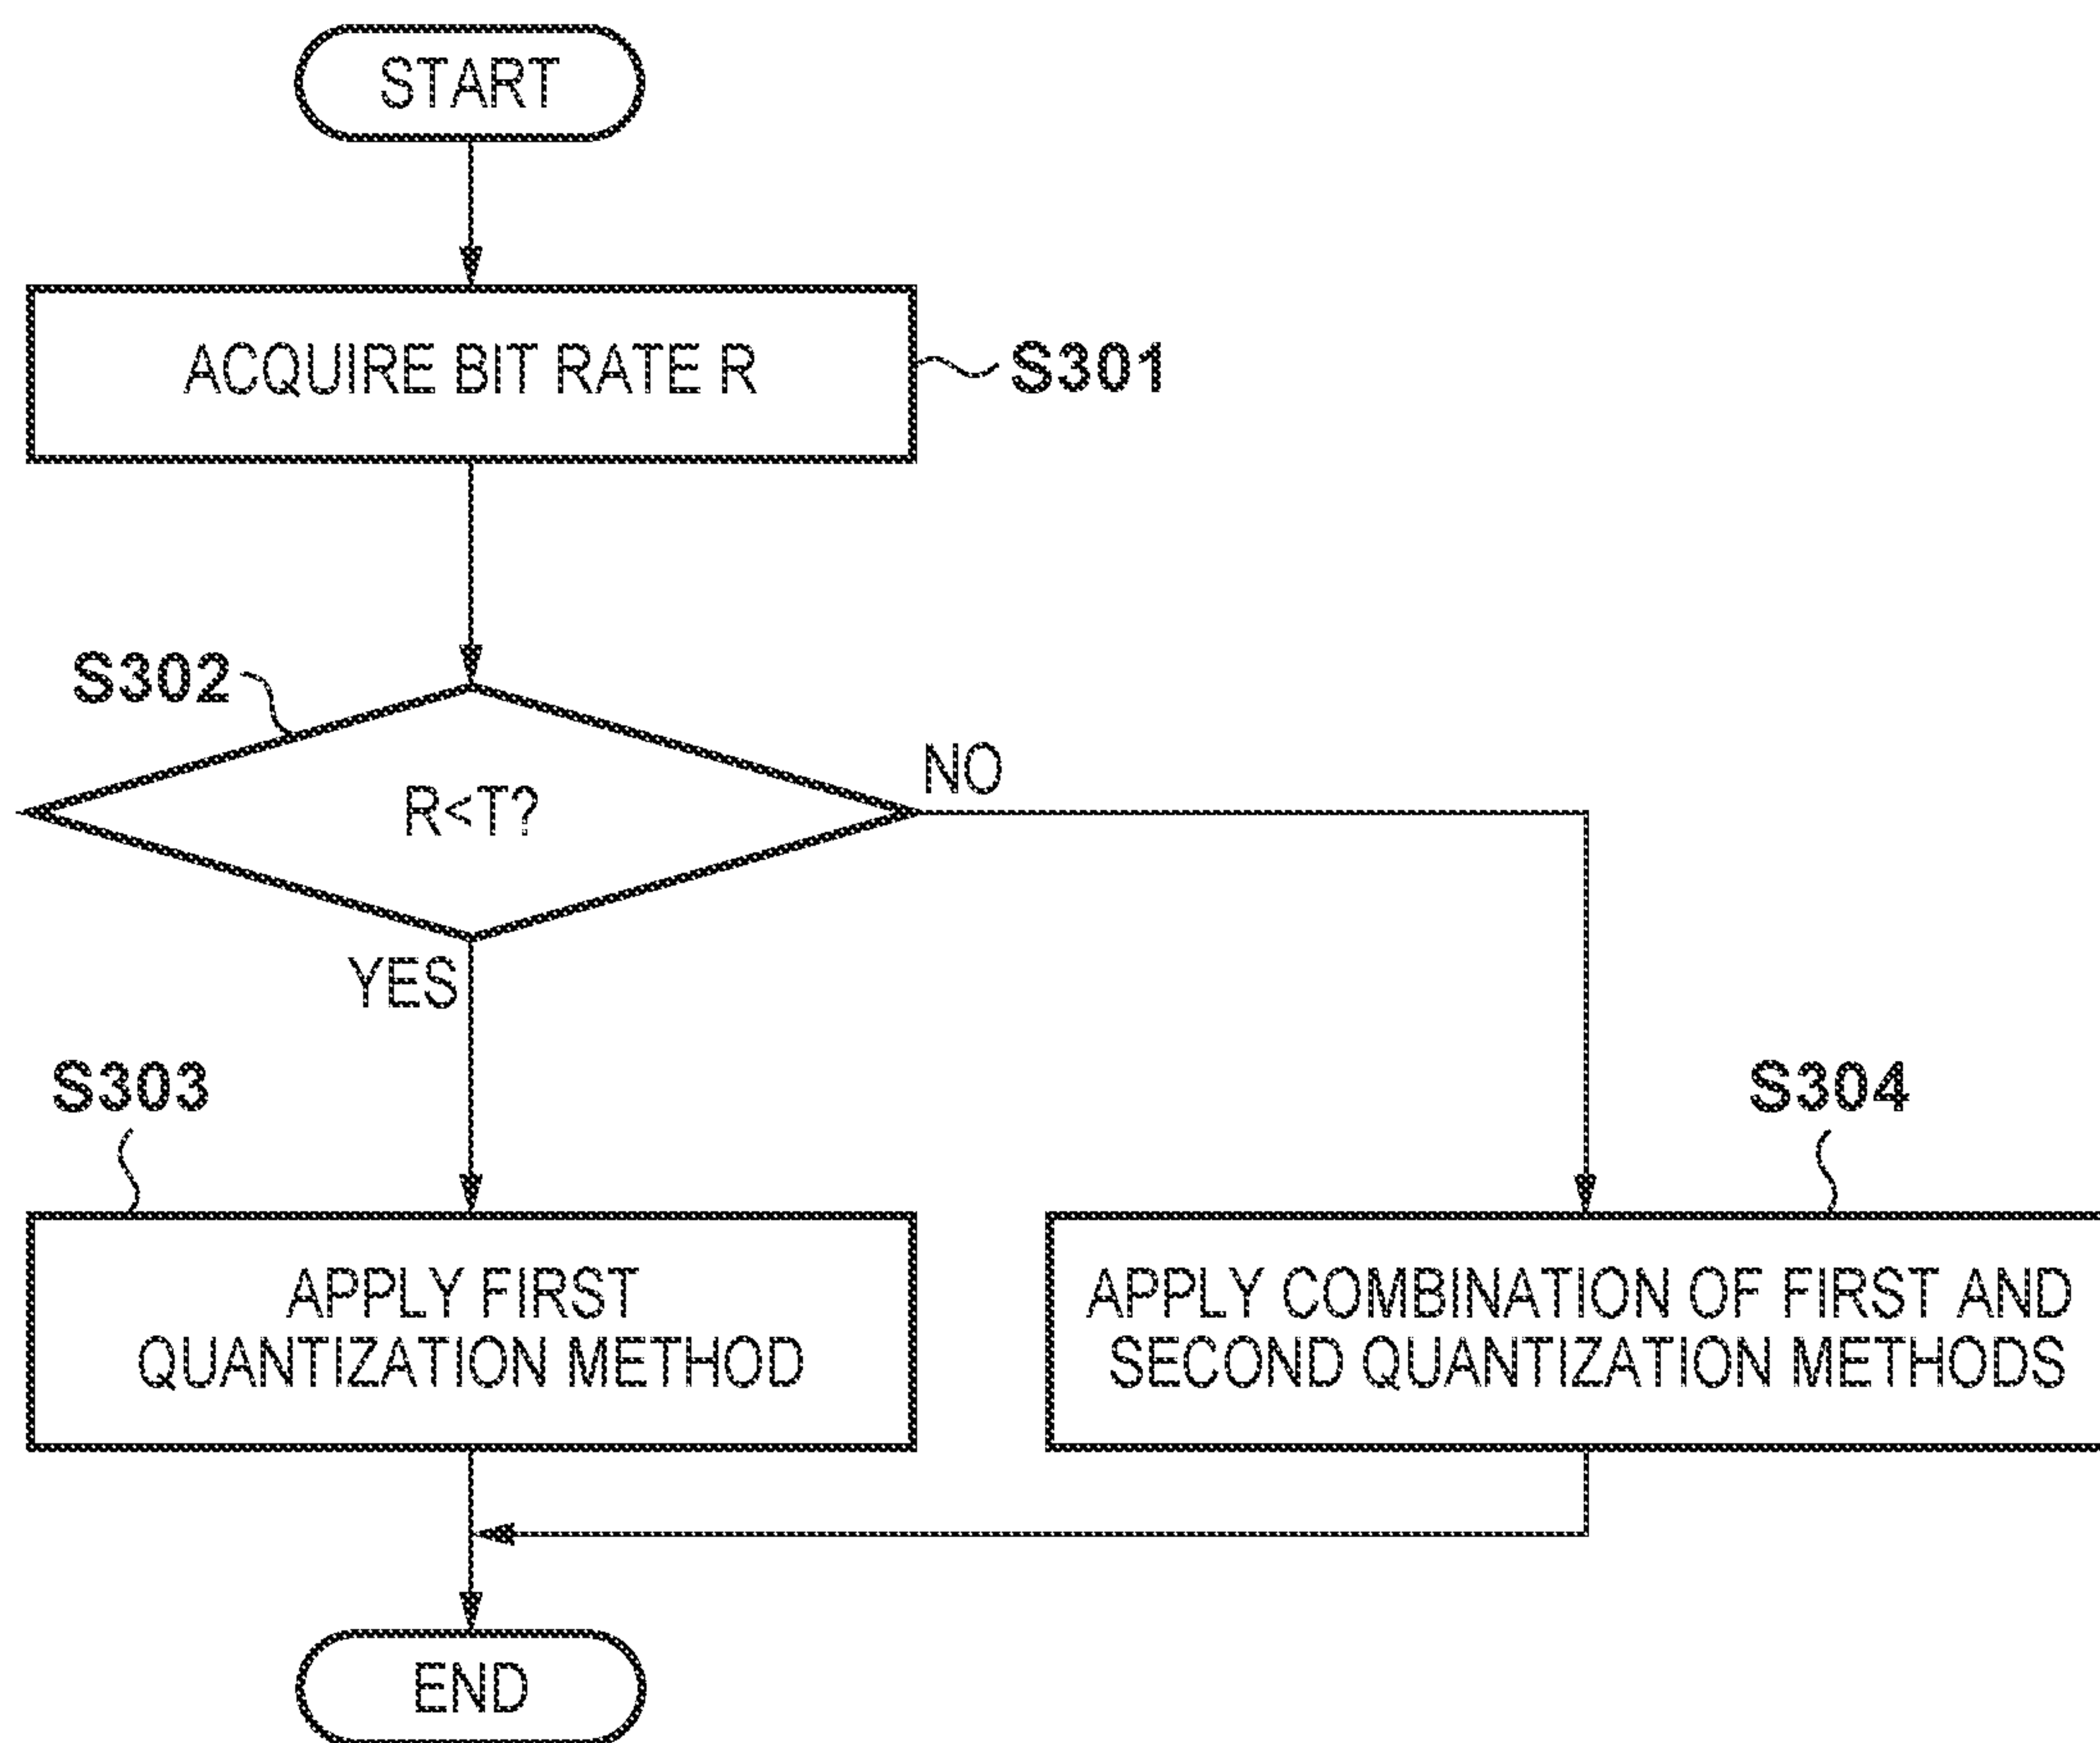 START
ACQUIRE BIT RATE R
S301
S302
R<T?
NO
YES
S303
APPLY FIRST
QUANTIZATION METHOD
S304
APPLY COMBINATION OF FIRST AND
SECOND QUANTIZATION METHODS
END